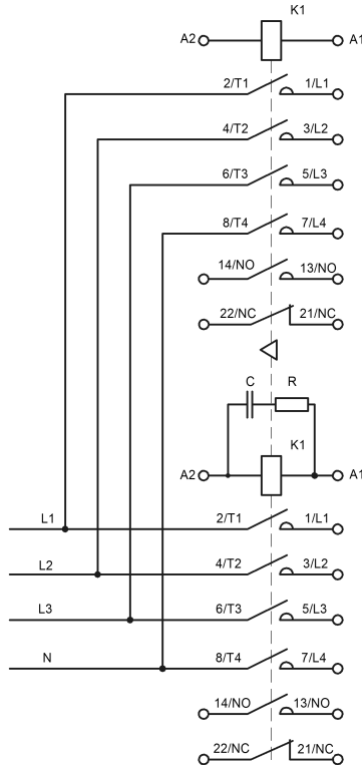 K1
A2 A1
2/T1 1/L1
4/T2 3/L2
6/T3 5/L3
8/T4 7/L4
14/NO 13/NO
22/NC 21/NC
C R
K1
A2 A1
L1 2/T1 1/L1
L2 4/T2 3/L2
L3 6/T3 5/L3
N 8/T4 7/L4
14/NO 13/NO
22/NC 21/NC